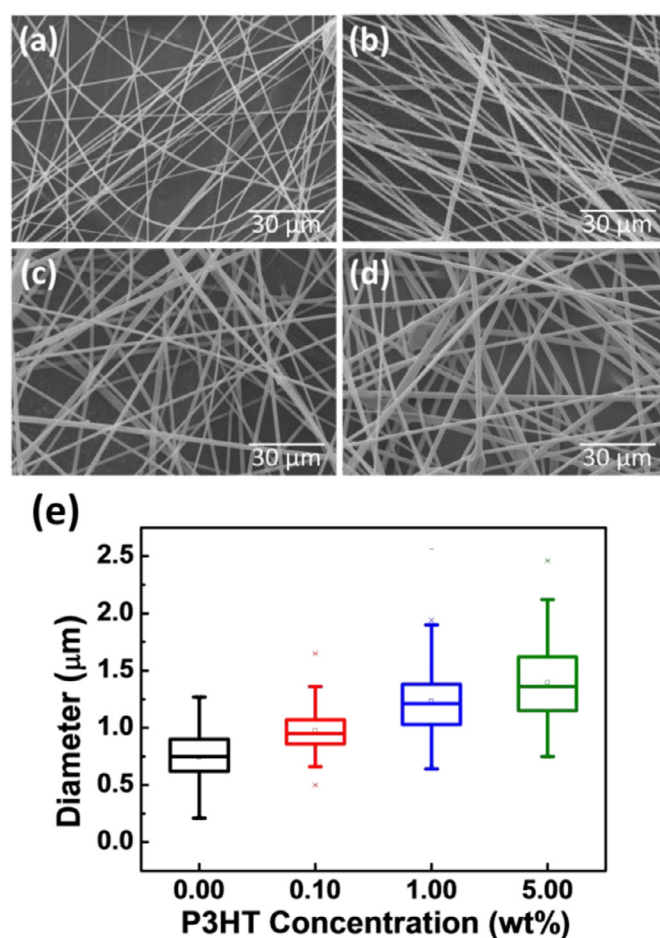 (a)
(b)
30 μm
30 μm
(c)
(d)
30 μm
30 μm
(e)
2.5
2.0
1.5
1.0
0.5
0.0
Diameter (μm)
0.00 0.10 1.00 5.00
P3HT Concentration (wt%)